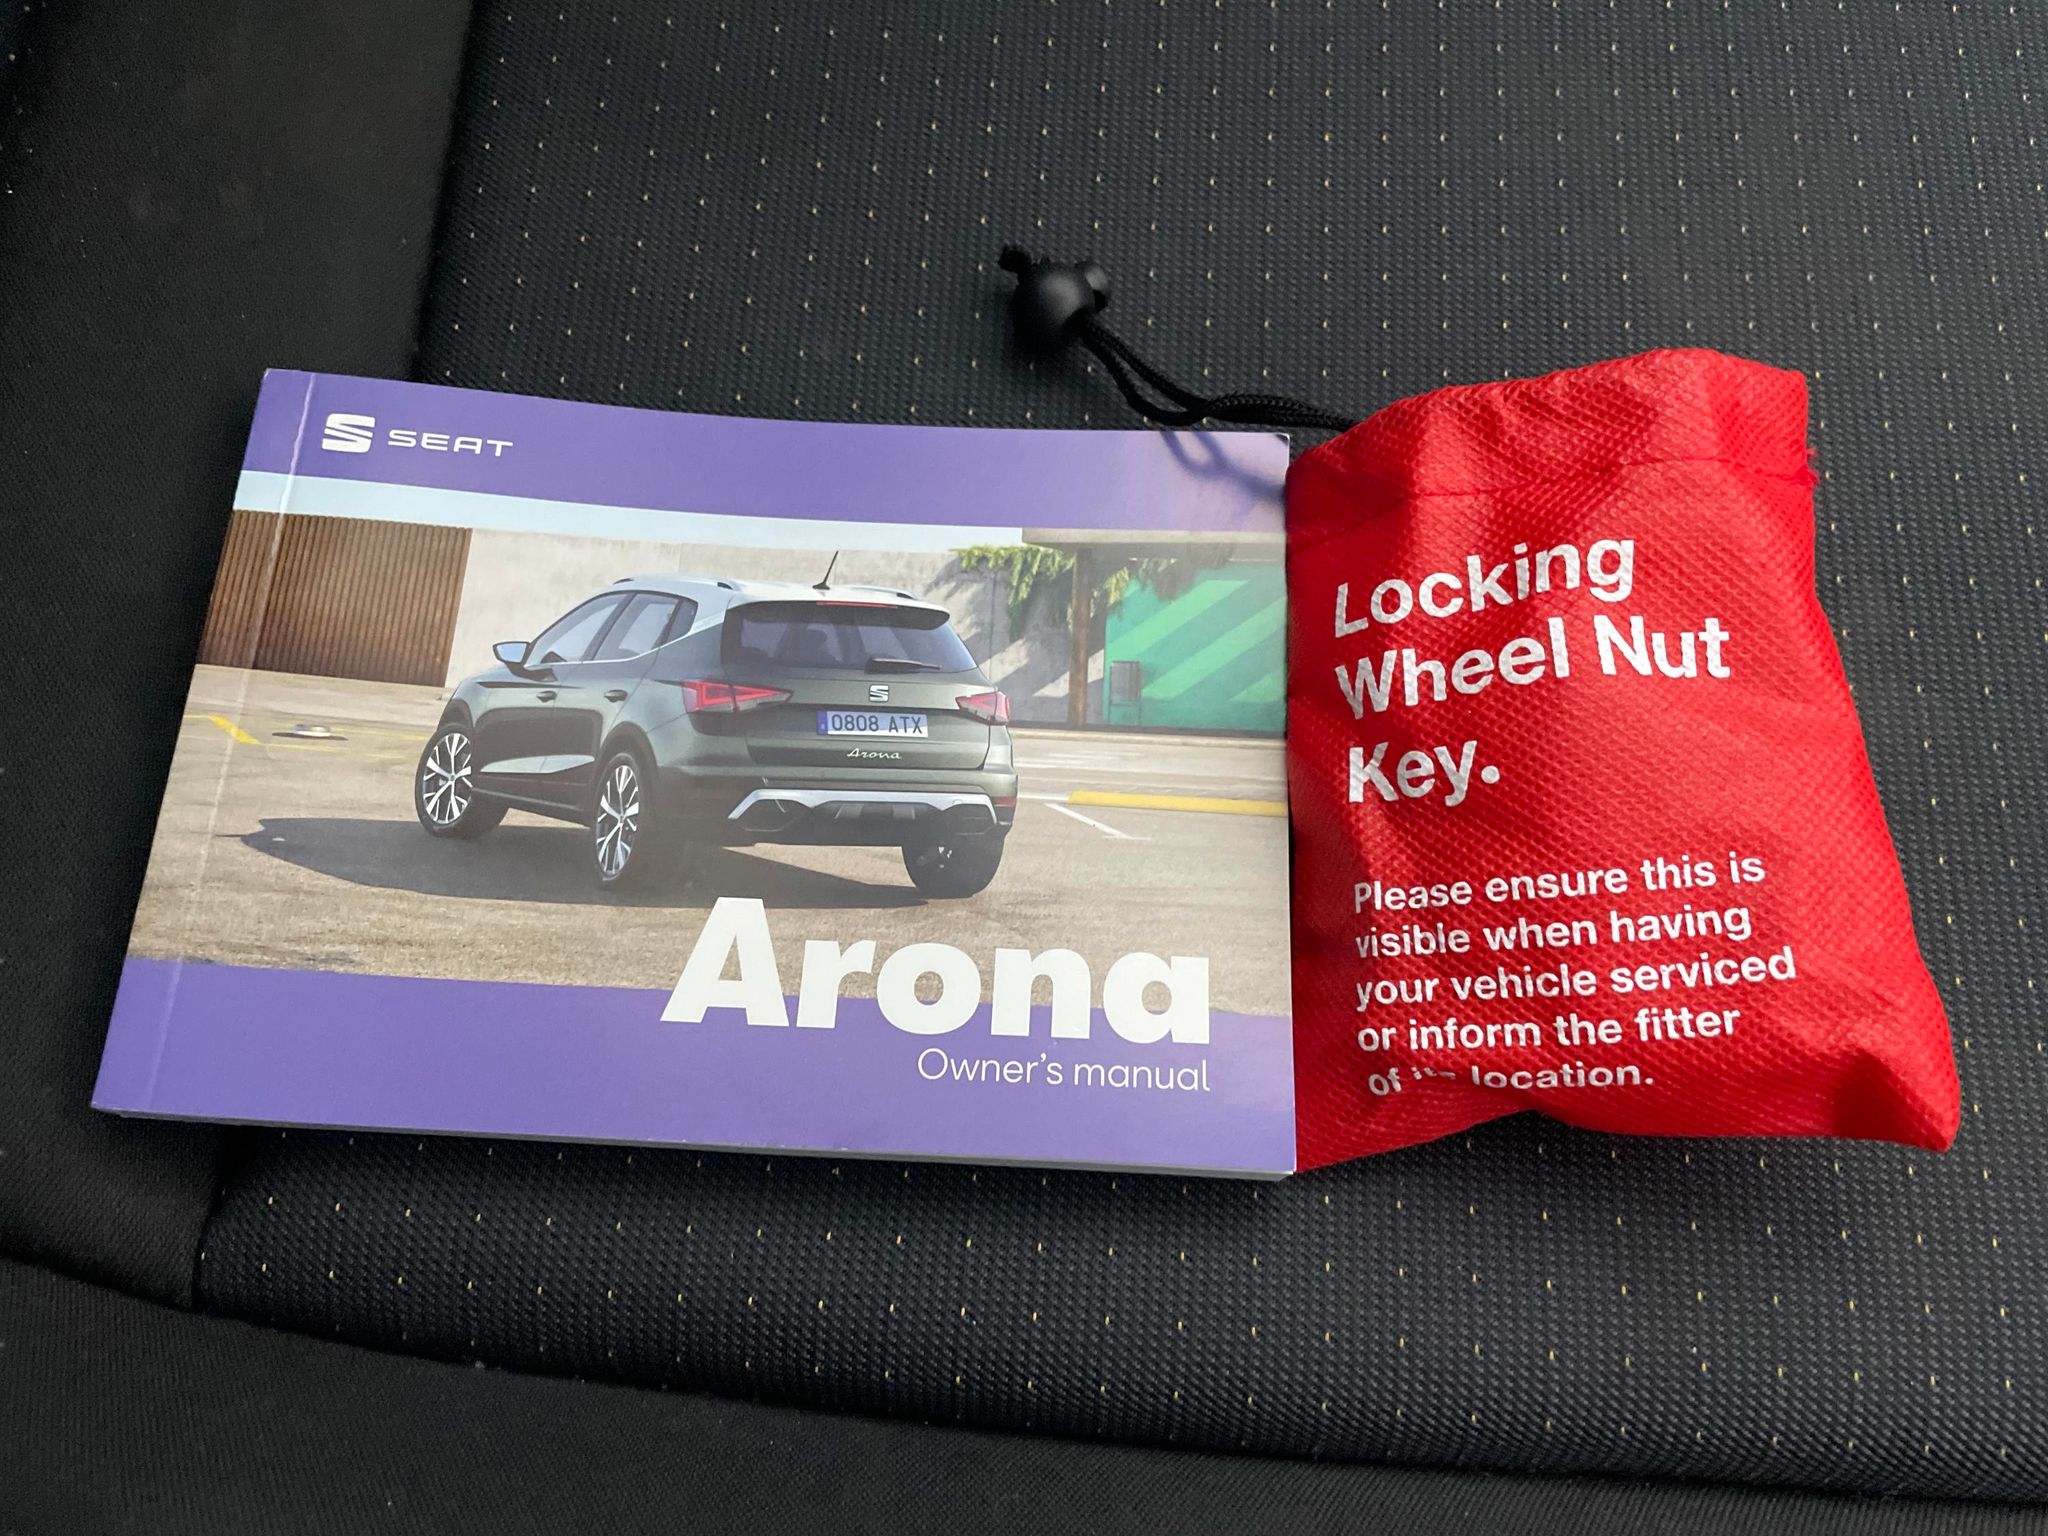 SEAT
0808 ATX
Arona
Arona
Owner's manual
Locking
Wheel Nut
Key.
Please ensure this is
visible when having
your vehicle serviced
or inform the fitter
of location.